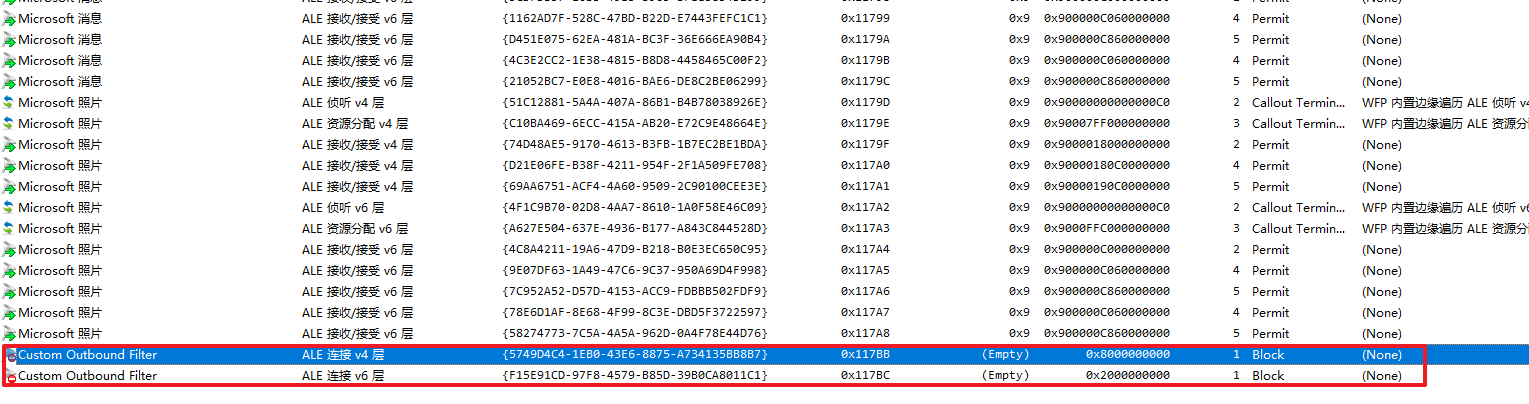 Microsoft 消息 ALE 接收/接受 v6 层 {1162AD7F-528C-47BD-B22D-E7443FEFC1C1} 0x11799 0x9 0x900000C060000000 4 Permit (None)
Microsoft 消息 ALE 接收/接受 v6 层 {D451E075-62EA-481A-BC3F-36E666EA90B4} 0x1179A 0x9 0x900000C860000000 5 Permit (None)
Microsoft 消息 ALE 接收/接受 v6 层 {4C3E2CC2-1E38-4815-B8D8-4458465C00F2} 0x1179B 0x9 0x900000C060000000 4 Permit (None)
Microsoft 消息 ALE 接收/接受 v6 层 {21052BC7-E0E8-4016-BAE6-DE8C2BE06299} 0x1179C 0x9 0x900000C860000000 5 Permit (None)
Microsoft 照片 ALE 侦听 v4 层 {51C12881-5A4A-407A-86B1-B4B78038926E} 0x1179D 0x9 0x90000000000000C0 2 Callout Termin... WFP 内置边缘遍历 ALE 侦听 v4
Microsoft 照片 ALE 资源分配 v4 层 {C10BA469-6ECC-415A-AB20-E72C9E48664E} 0x1179E 0x9 0x90007FF000000000 3 Callout Termin... WFP 内置边缘遍历 ALE 资源分
Microsoft 照片 ALE 接收/接受 v4 层 {74D48AE5-9170-4613-B3FB-1B7EC2BE1BDA} 0x1179F 0x9 0x9000018000000000 2 Permit (None)
Microsoft 照片 ALE 接收/接受 v4 层 {D21E06FE-B38F-4211-954F-2F1A509FE708} 0x117A0 0x9 0x90000180C0000000 4 Permit (None)
Microsoft 照片 ALE 接收/接受 v4 层 {69AA6751-ACF4-4A60-9509-2C90100CEE3E} 0x117A1 0x9 0x90000190C0000000 5 Permit (None)
Microsoft 照片 ALE 侦听 v6 层 {4F1C9B70-02D8-4AA7-8610-1A0F58E46C09} 0x117A2 0x9 0x90000000000000C0 2 Callout Termin... WFP 内置边缘遍历 ALE 侦听 v6
Microsoft 照片 ALE 资源分配 v6 层 {A627E504-637E-4936-B177-A843C844528D} 0x117A3 0x9 0x9000FFC000000000 3 Callout Termin... WFP 内置边缘遍历 ALE 资源分
Microsoft 照片 ALE 接收/接受 v6 层 {4C8A4211-19A6-47D9-B218-B0E3EC650C95} 0x117A4 0x9 0x900000C000000000 2 Permit (None)
Microsoft 照片 ALE 接收/接受 v6 层 {9E07DF63-1A49-47C6-9C37-950A69D4F998} 0x117A5 0x9 0x900000C060000000 4 Permit (None)
Microsoft 照片 ALE 接收/接受 v6 层 {7C952A52-D57D-4153-ACC9-FDBBB502FDF9} 0x117A6 0x9 0x900000C860000000 5 Permit (None)
Microsoft 照片 ALE 接收/接受 v6 层 {78E6D1AF-8E68-4F99-8C3E-DBD5F3722597} 0x117A7 0x9 0x900000C060000000 4 Permit (None)
Microsoft 照片 ALE 接收/接受 v6 层 {58274773-7C5A-4A5A-962D-0A4F78E44D76} 0x117A8 0x9 0x900000C860000000 5 Permit (None)
Custom Outbound Filter ALE 连接 v4 层 {5749D4C4-1EB0-43E6-8875-A734135BB8B7} 0x117BB (Empty) 0x8000000000 1 Block (None)
Custom Outbound Filter ALE 连接 v6 层 {F15E91CD-97F8-4579-B85D-39B0CA8011C1} 0x117BC (Empty) 0x2000000000 1 Block (None)